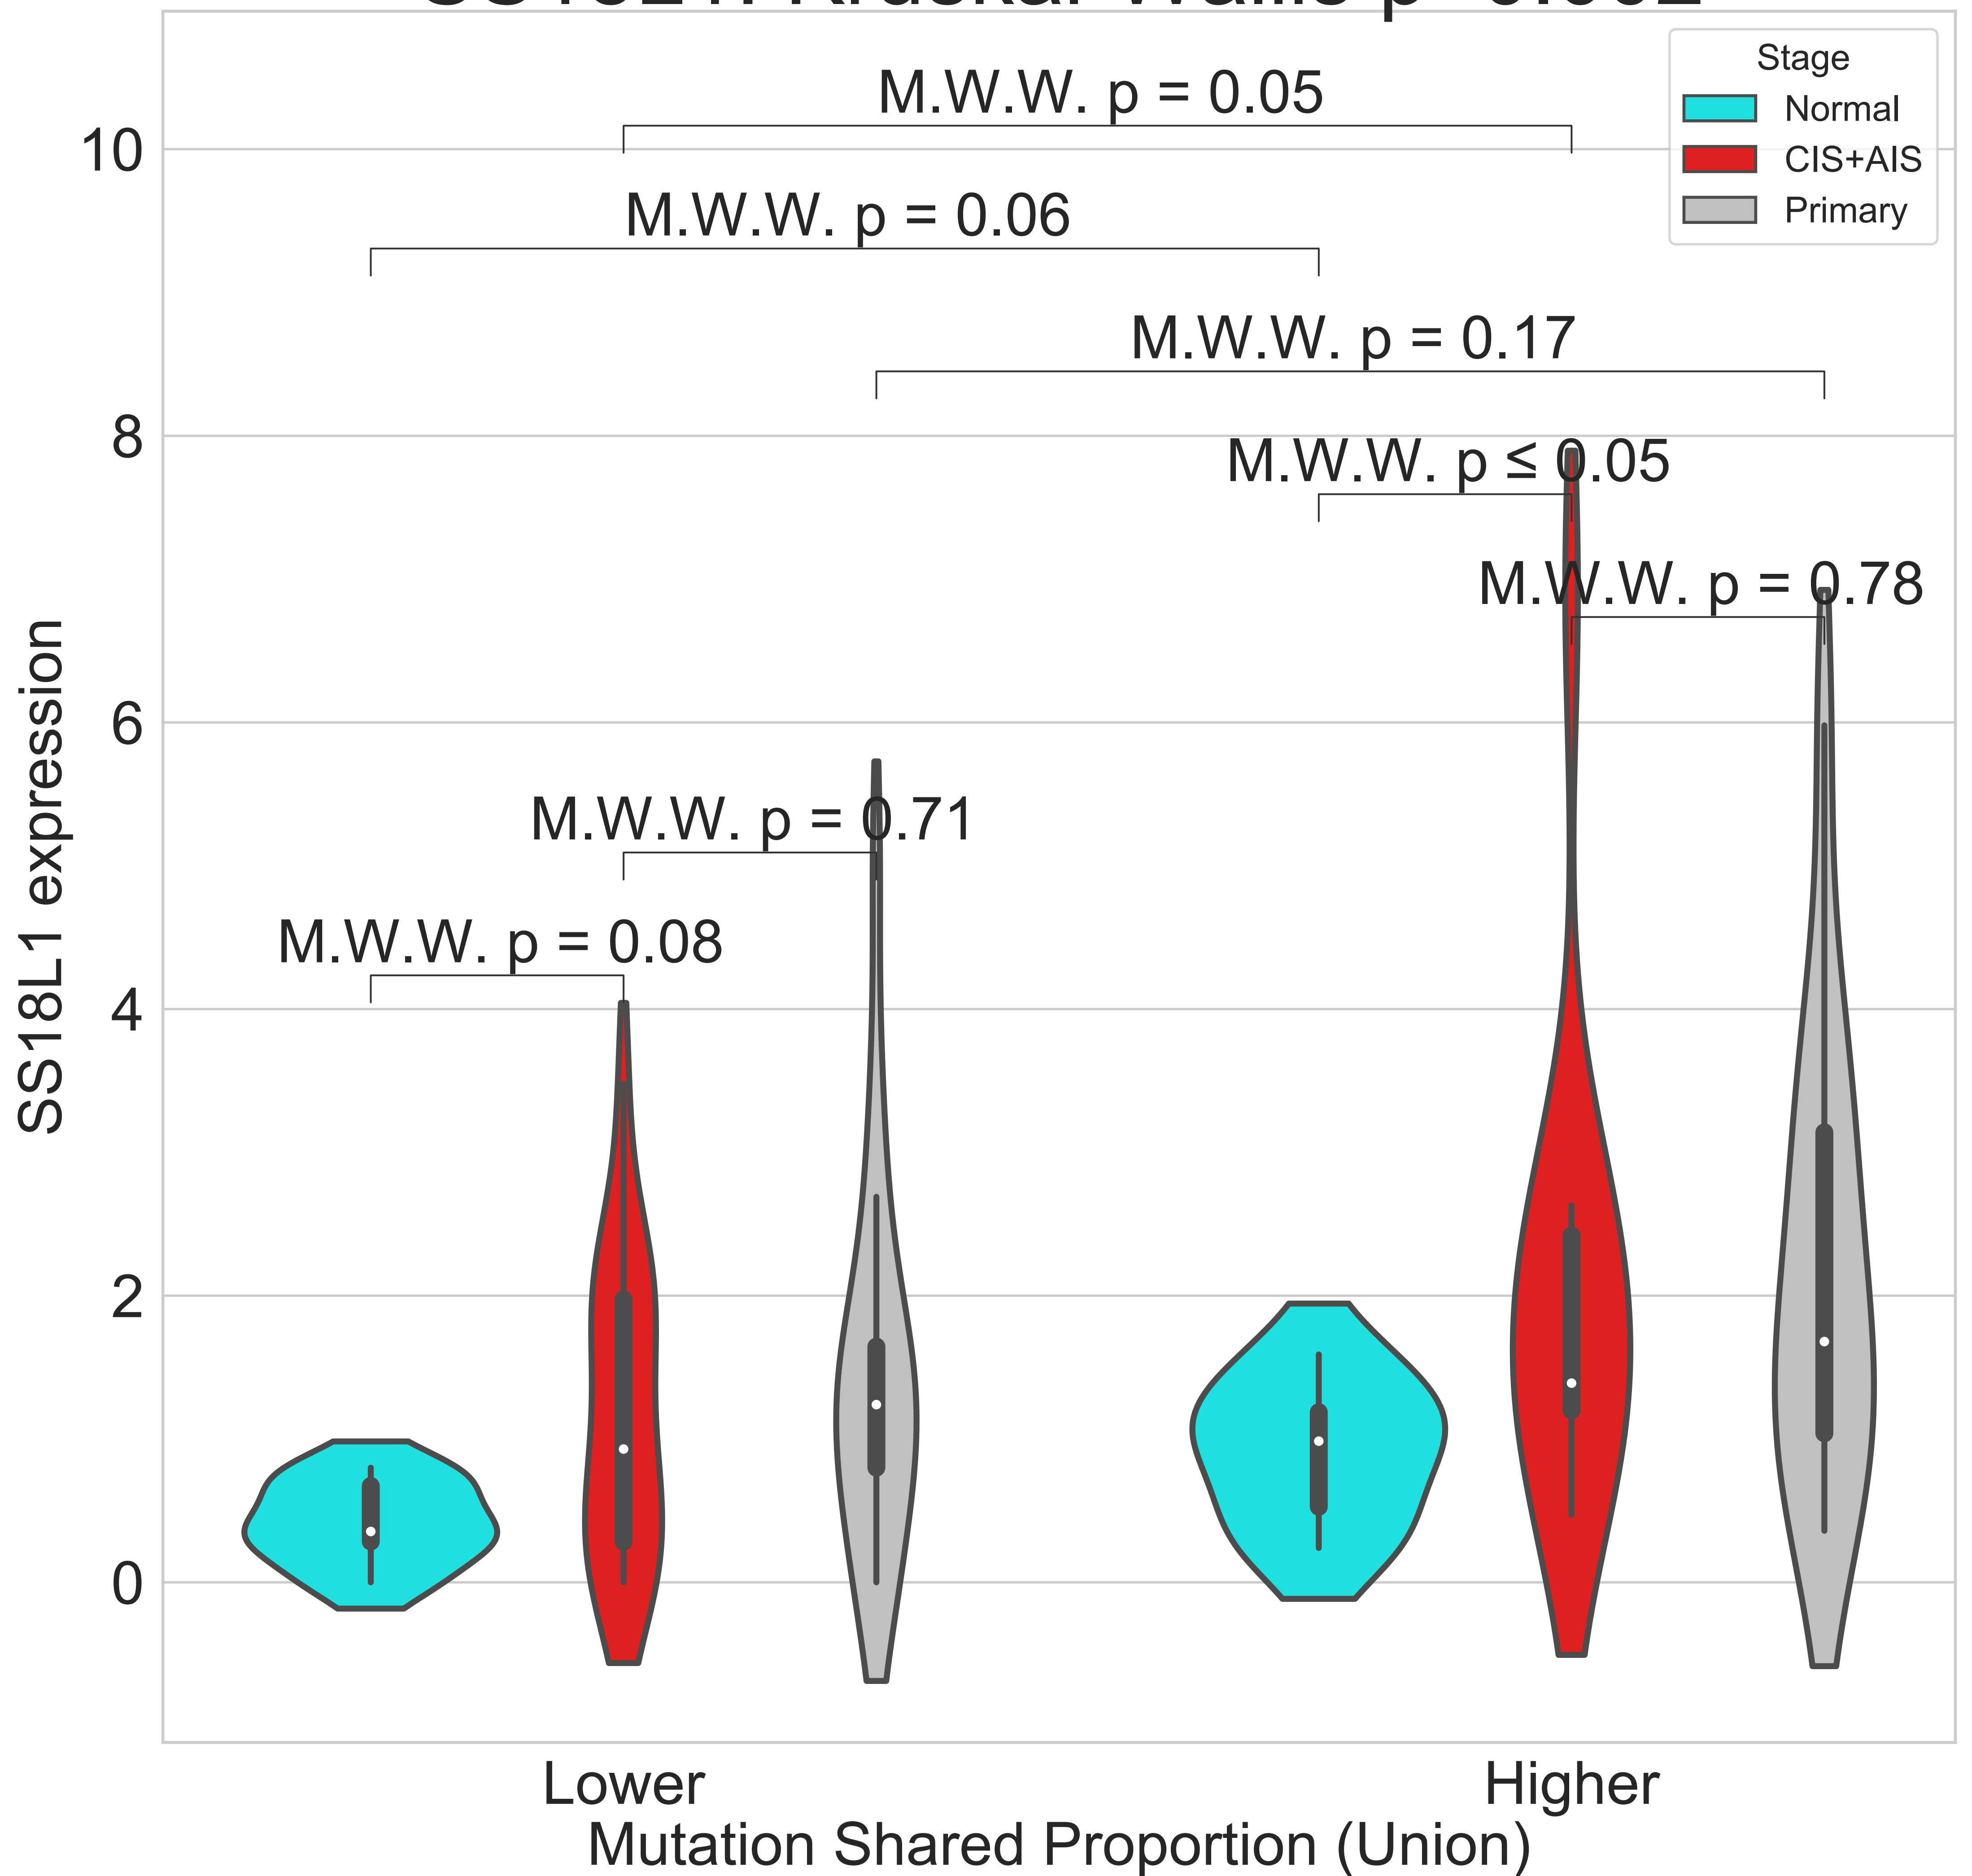 M.W.W. p = 0.05
M.W.W. p = 0.06
M.W.W. p = 0.17
M.W.W. p ≤ 0.05
M.W.W. p = 0.78
M.W.W. p = 0.71
M.W.W. p = 0.08
Stage
Normal
CIS+AIS
Primary
10
8
6
4
2
0
SS18L1 expression
Lower
Higher
Mutation Shared Proportion (Union)